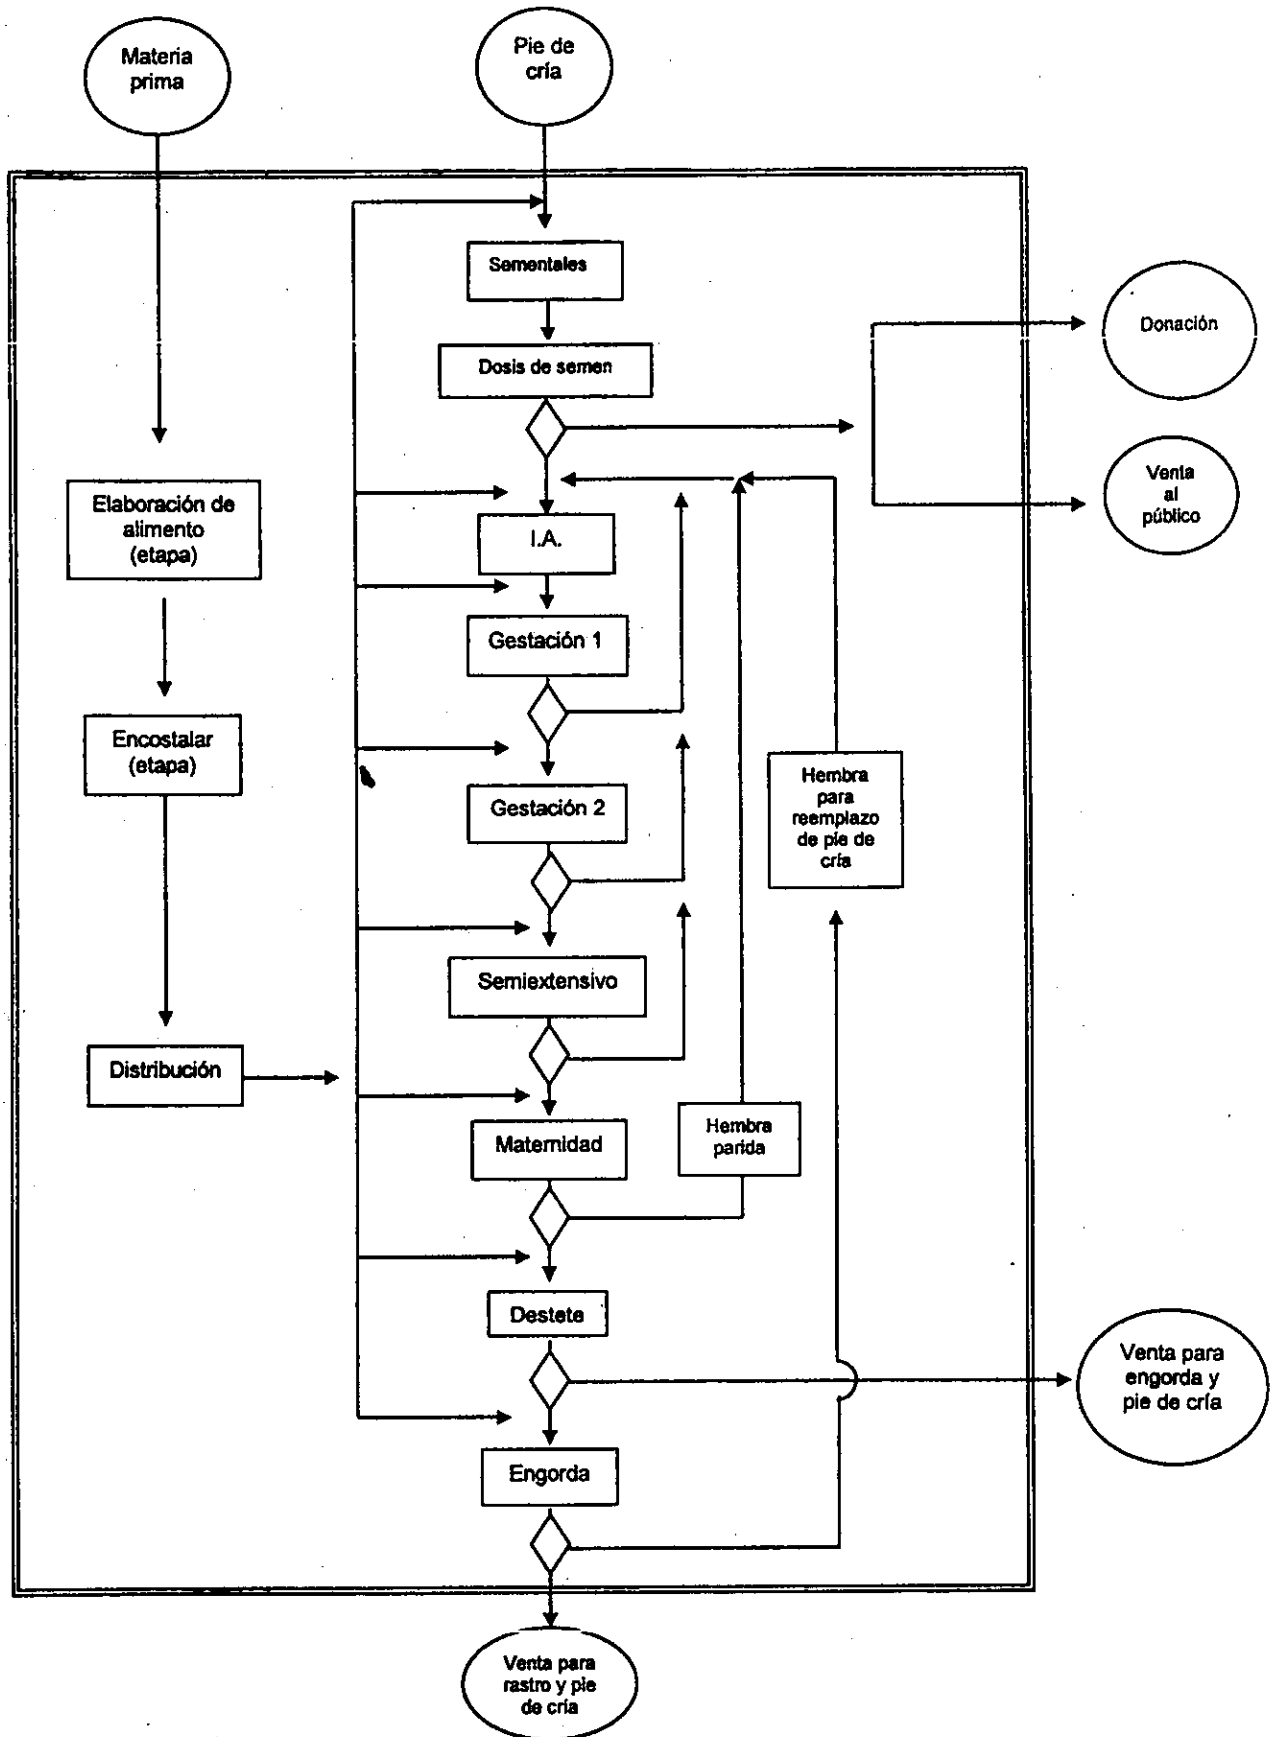 Materia
prima
Pie de
cría
Sementales
Dosis de semen
Donación
Venta
al
público
Elaboración de
alimento
(etapa)
I.A.
Gestación 1
Encostalar
(etapa)
Gestación 2
Hembra
para
reemplazo
de pie de
cría
Semiextensivo
Distribución
Maternidad
Hembra
parida
Destete
Venta para
engorda y
pie de cría
Engorda
Venta para
rastro y pie
de cría